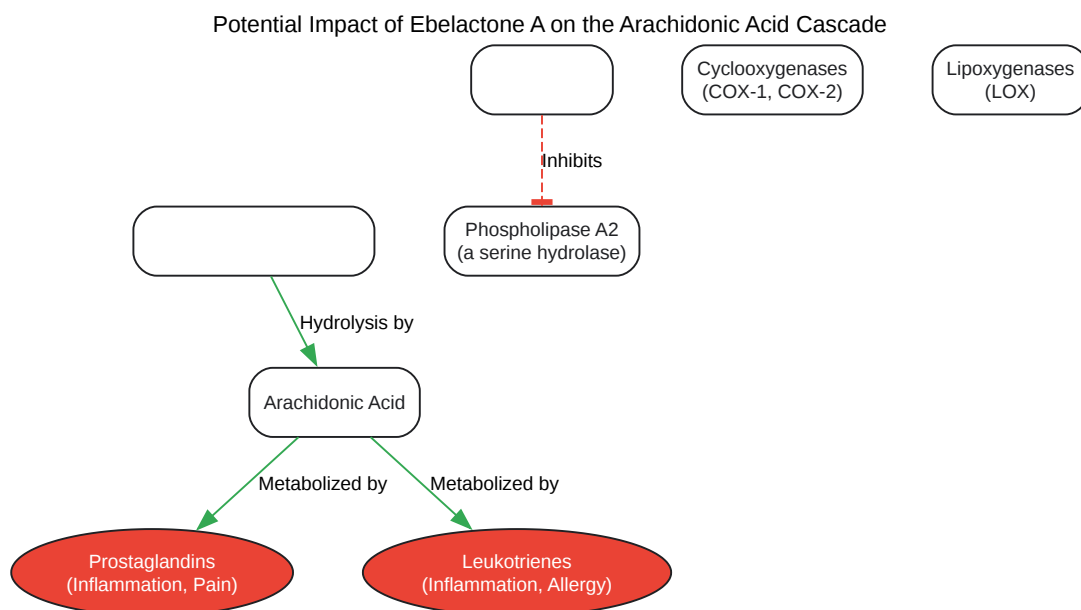 Potential Impact of Ebelactone A on the Arachidonic Acid Cascade
Cyclooxygenases
(COX-1, COX-2)
Lipoxygenases
(LOX)
Inhibits
Phospholipase A2
(a serine hydrolase)
Hydrolysis by
Arachidonic Acid
Metabolized by
Metabolized by
Prostaglandins
(Inflammation, Pain)
Leukotrienes
(Inflammation, Allergy)